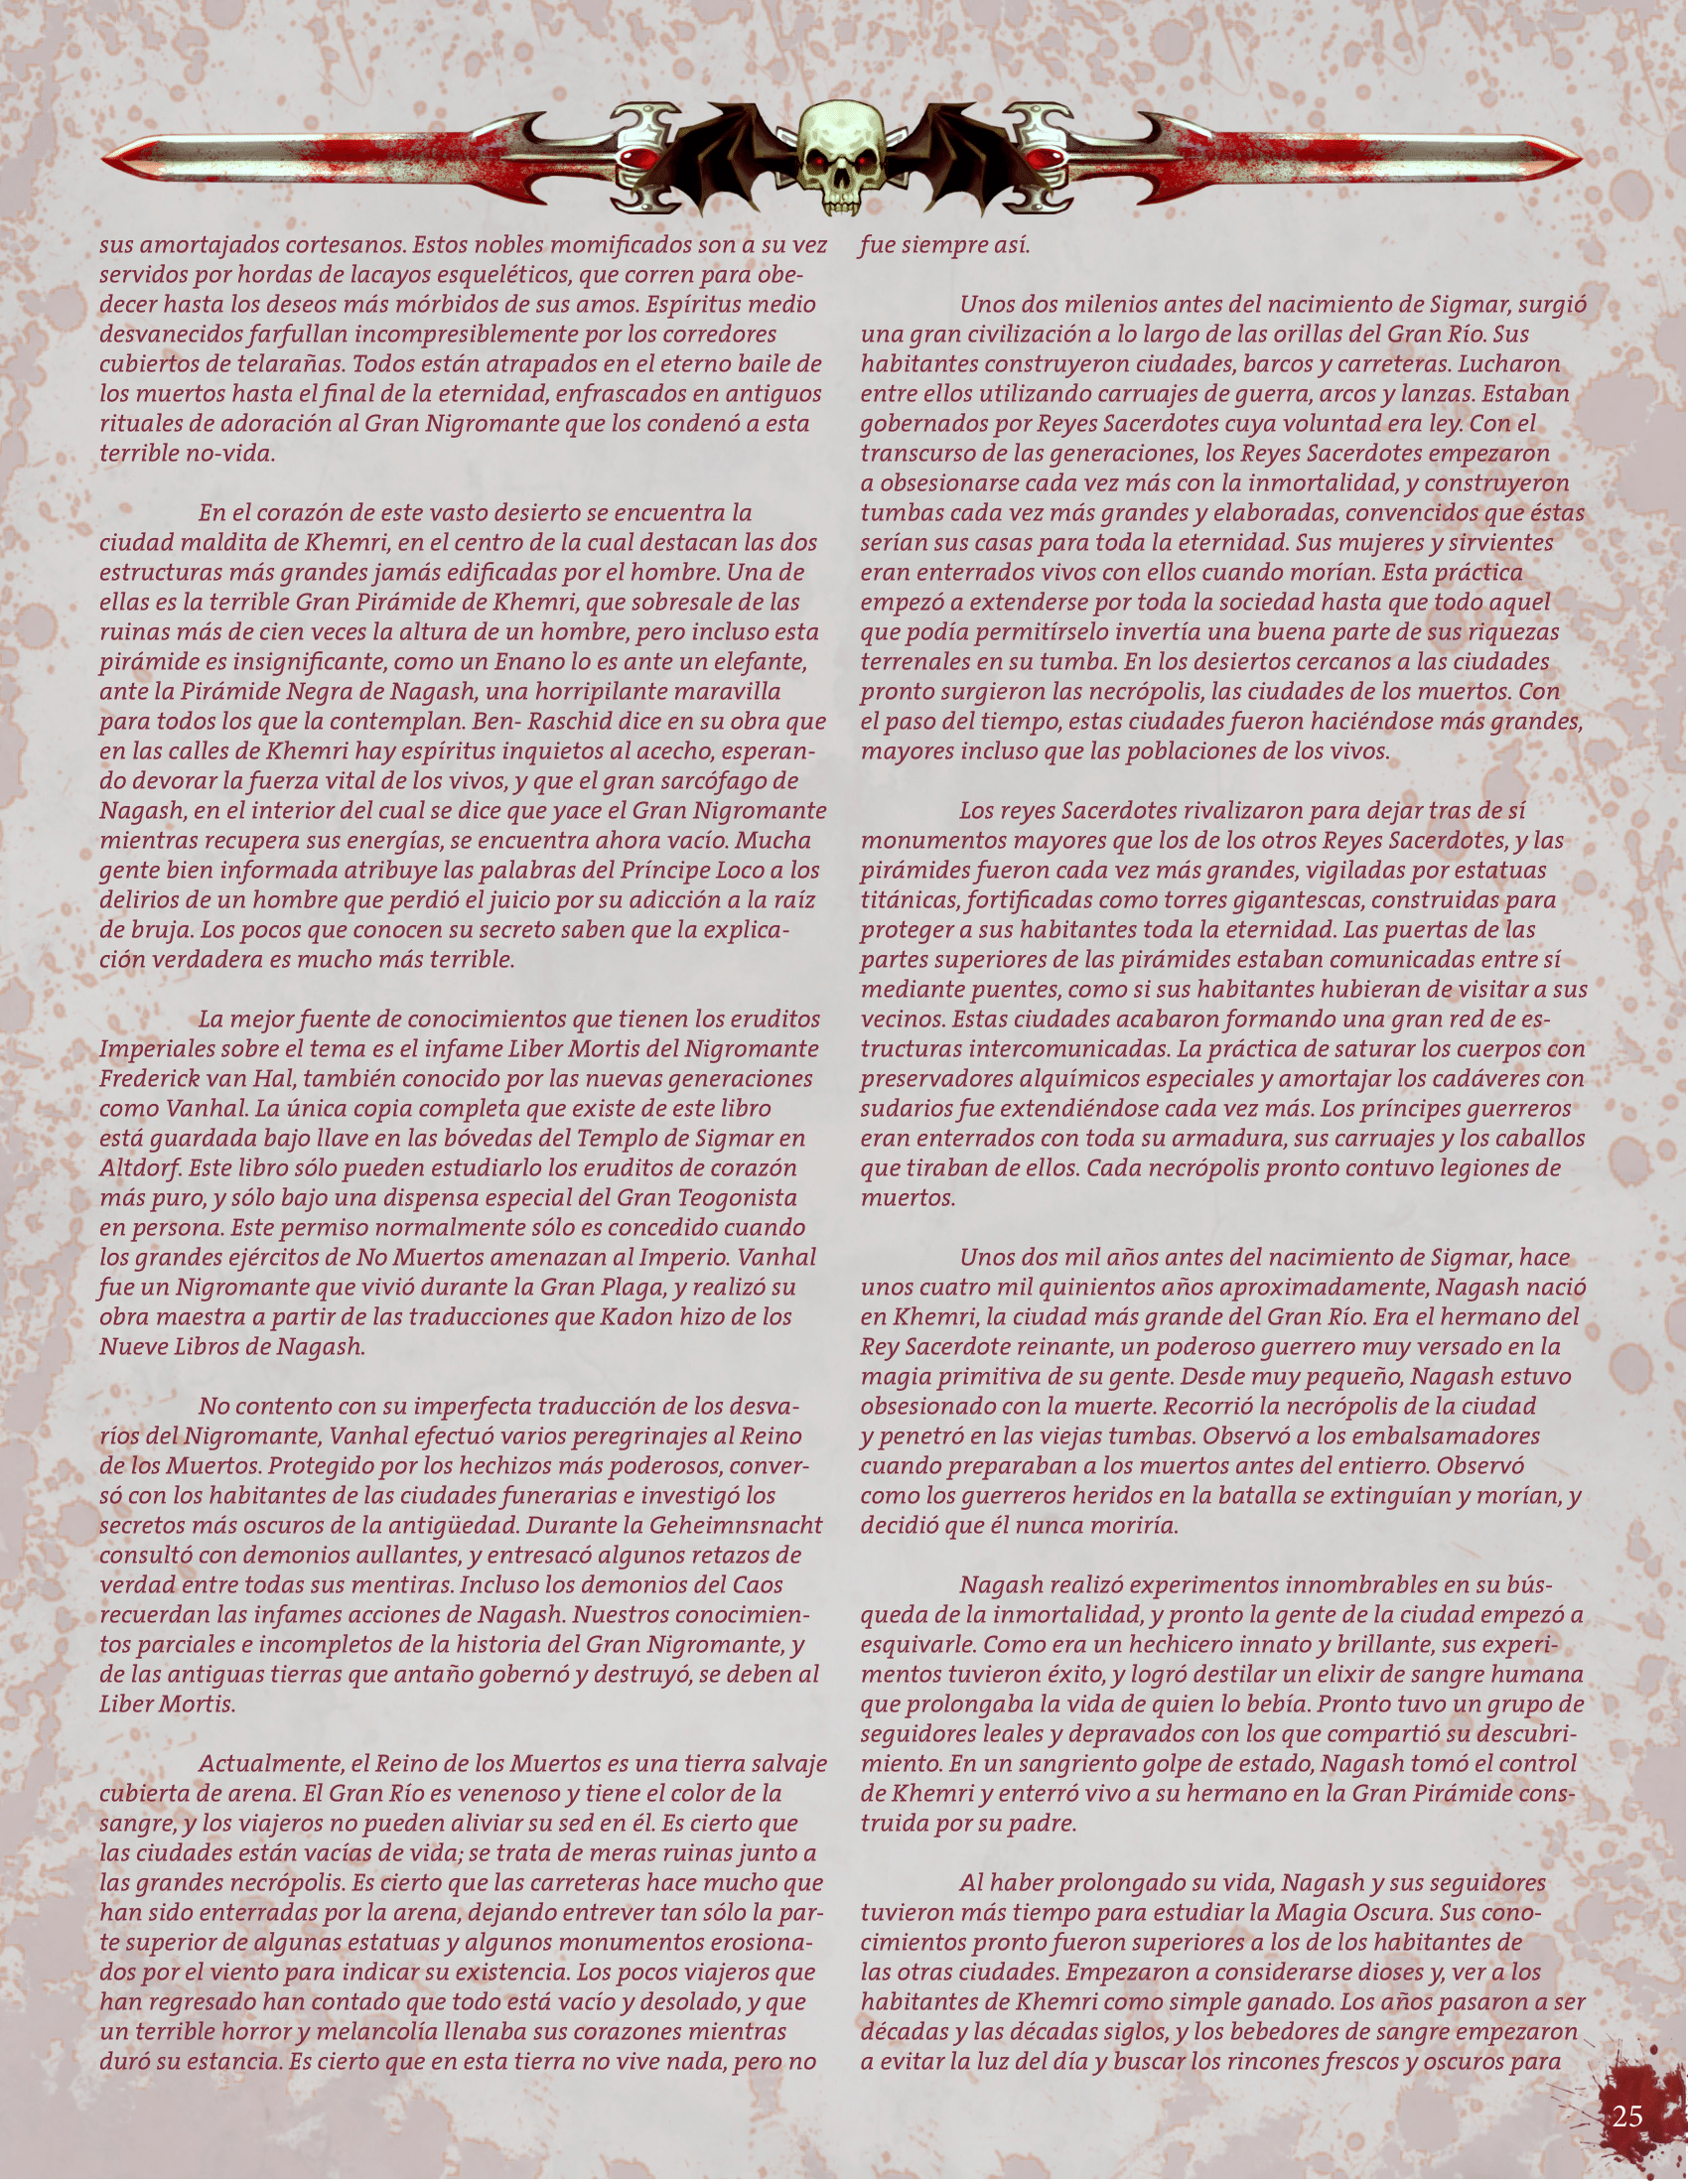 sus amortajados cortesanos. Estos nobles momificados son a su vez
servidos por hordas de lacayos esqueléticos, que corren para obe-
decer hasta los deseos más mórbidos de sus amos. Espíritus medio
desvanecidos farfullan incompresiblemente por los corredores
cubiertos de telarañas. Todos están atrapados en el eterno baile de
los muertos hasta el final de la eternidad, enfrascados en antiguos
rituales de adoración al Gran Nigromante que los condenó a esta
terrible no-vida.
En el corazón de este vasto desierto se encuentra la
ciudad maldita de Khemri, en el centro de la cual destacan las dos
estructuras más grandes jamás edificadas por el hombre. Una de
ellas es la terrible Gran Pirámide de Khemri, que sobresale de las
ruinas más de cien veces la altura de un hombre, pero incluso esta
pirámide es insignificante, como un Enano lo es ante un elefante,
ante la Pirámide Negra de Nagash, una horripilante maravilla
para todos los que la contemplan. Ben- Raschid dice en su obra que
en las calles de Khemri hay espíritus inquietos al acecho, esperan-
do devorar la fuerza vital de los vivos, y que el gran sarcófago de
Nagash, en el interior del cual se dice que yace el Gran Nigromante
mientras recupera sus energías, se encuentra ahora vacío. Mucha
gente bien informada atribuye las palabras del Príncipe Loco a los
delirios de un hombre que perdió el juicio por su adicción a la raíz
de bruja. Los pocos que conocen su secreto saben que la explica-
ción verdadera es mucho más terrible.
La mejor fuente de conocimientos que tienen los eruditos
Imperiales sobre el tema es el infame Liber Mortis del Nigromante
Frederick van Hal, también conocido por las nuevas generaciones
como Vanhal. La única copia completa que existe de este libro
está guardada bajo llave en las bóvedas del Templo de Sigmar en
Altdorf. Este libro sólo pueden estudiarlo los eruditos de corazón
más puro, y sólo bajo una dispensa especial del Gran Teogonista
en persona. Este permiso normalmente sólo es concedido cuando
los grandes ejércitos de No Muertos amenazan al Imperio. Vanhal
fue un Nigromante que vivió durante la Gran Plaga, y realizó su
obra maestra a partir de las traducciones que Kadon hizo de los
Nueve Libros de Nagash.
No contento con su imperfecta traducción de los desva-
ríos del Nigromante, Vanhal efectuó varios peregrinajes al Reino
de los Muertos. Protegido por los hechizos más poderosos, conver-
só con los habitantes de las ciudades funerarias e investigó los
secretos más oscuros de la antigüedad. Durante la Geheimnsnacht
consultó con demonios aullantes, y entresacó algunos retazos de
verdad entre todas sus mentiras. Incluso los demonios del Caos
recuerdan las infames acciones de Nagash. Nuestros conocimien-
tos parciales e incompletos de la historia del Gran Nigromante, y
de las antiguas tierras que antaño gobernó y destruyó, se deben al
Liber Mortis.
Actualmente, el Reino de los Muertos es una tierra salvaje
cubierta de arena. El Gran Río es venenoso y tiene el color de la
sangre, y los viajeros no pueden aliviar su sed en él. Es cierto que
las ciudades están vacías de vida; se trata de meras ruinas junto a
las grandes necrópolis. Es cierto que las carreteras hace mucho que
han sido enterradas por la arena, dejando entrever tan sólo la par-
te superior de algunas estatuas y algunos monumentos erosiona-
dos por el viento para indicar su existencia. Los pocos viajeros que
han regresado han contado que todo está vacío y desolado, y que
un terrible horror y melancolía llenaba sus corazones mientras
duró su estancia. Es cierto que en esta tierra no vive nada, pero no
fue siempre así.
Unos dos milenios antes del nacimiento de Sigmar, surgió
una gran civilización a lo largo de las orillas del Gran Río. Sus
habitantes construyeron ciudades, barcos y carreteras. Lucharon
entre ellos utilizando carruajes de guerra, arcos y lanzas. Estaban
gobernados por Reyes Sacerdotes cuya voluntad era ley. Con el
transcurso de las generaciones, los Reyes Sacerdotes empezaron
a obsesionarse cada vez más con la inmortalidad, y construyeron
tumbas cada vez más grandes y elaboradas, convencidos que éstas
serían sus casas para toda la eternidad. Sus mujeres y sirvientes
eran enterrados vivos con ellos cuando morían. Esta práctica
empezó a extenderse por toda la sociedad hasta que todo aquel
que podía permitírselo invertía una buena parte de sus riquezas
terrenales en su tumba. En los desiertos cercanos a las ciudades
pronto surgieron las necrópolis, las ciudades de los muertos. Con
el paso del tiempo, estas ciudades fueron haciéndose más grandes,
mayores incluso que las poblaciones de los vivos.
Los reyes Sacerdotes rivalizaron para dejar tras de sí
monumentos mayores que los de los otros Reyes Sacerdotes, y las
pirámides fueron cada vez más grandes, vigiladas por estatuas
titánicas, fortificadas como torres gigantescas, construidas para
proteger a sus habitantes toda la eternidad. Las puertas de las
partes superiores de las pirámides estaban comunicadas entre sí
mediante puentes, como si sus habitantes hubieran de visitar a sus
vecinos. Estas ciudades acabaron formando una gran red de es-
tructuras intercomunicadas. La práctica de saturar los cuerpos con
preservadores alquímicos especiales y amortajar los cadáveres con
sudarios fue extendiéndose cada vez más. Los príncipes guerreros
eran enterrados con toda su armadura, sus carruajes y los caballos
que tiraban de ellos. Cada necrópolis pronto contuvo legiones de
muertos.
Unos dos mil años antes del nacimiento de Sigmar, hace
unos cuatro mil quinientos años aproximadamente, Nagash nació
en Khemri, la ciudad más grande del Gran Río. Era el hermano del
Rey Sacerdote reinante, un poderoso guerrero muy versado en la
magia primitiva de su gente. Desde muy pequeño, Nagash estuvo
obsesionado con la muerte. Recorrió la necrópolis de la ciudad
y penetró en las viejas tumbas. Observó a los embalsamadores
cuando preparaban a los muertos antes del entierro. Observó
como los guerreros heridos en la batalla se extinguían y morían, y
decidió que él nunca moriría.
Nagash realizó experimentos innombrables en su bús-
queda de la inmortalidad, y pronto la gente de la ciudad empezó a
esquivarle. Como era un hechicero innato y brillante, sus experi-
mentos tuvieron éxito, y logró destilar un elixir de sangre humana
que prolongaba la vida de quien lo bebía. Pronto tuvo un grupo de
seguidores leales y depravados con los que compartió su descubri-
miento. En un sangriento golpe de estado, Nagash tomó el control
de Khemri y enterró vivo a su hermano en la Gran Pirámide cons-
truida por su padre.
Al haber prolongado su vida, Nagash y sus seguidores
tuvieron más tiempo para estudiar la Magia Oscura. Sus cono-
cimientos pronto fueron superiores a los de los habitantes de
las otras ciudades. Empezaron a considerarse dioses y, ver a los
habitantes de Khemri como simple ganado. Los años pasaron a ser
décadas y las décadas siglos, y los bebedores de sangre empezaron
a evitar la luz del día y buscar los rincones frescos y oscuros para
25